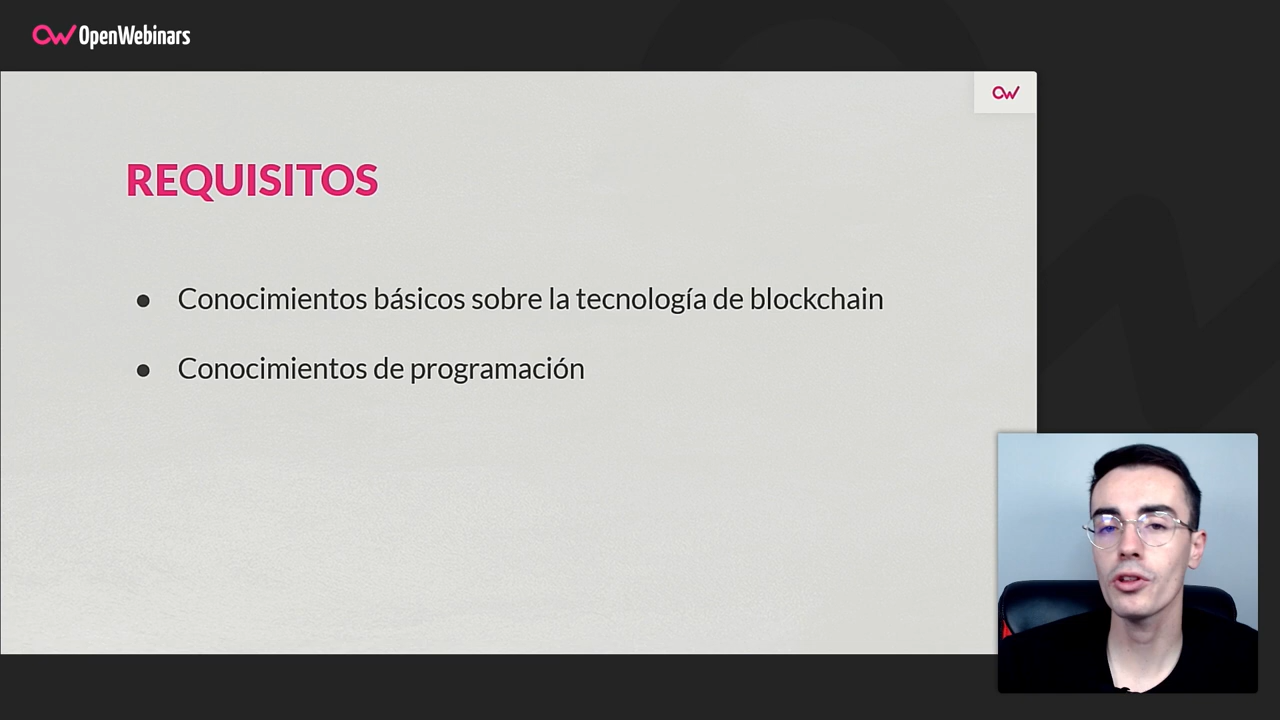 OpenWebinars
REQUISITOS
● Conocimientos básicos sobre la tecnología de blockchain
● Conocimientos de programación